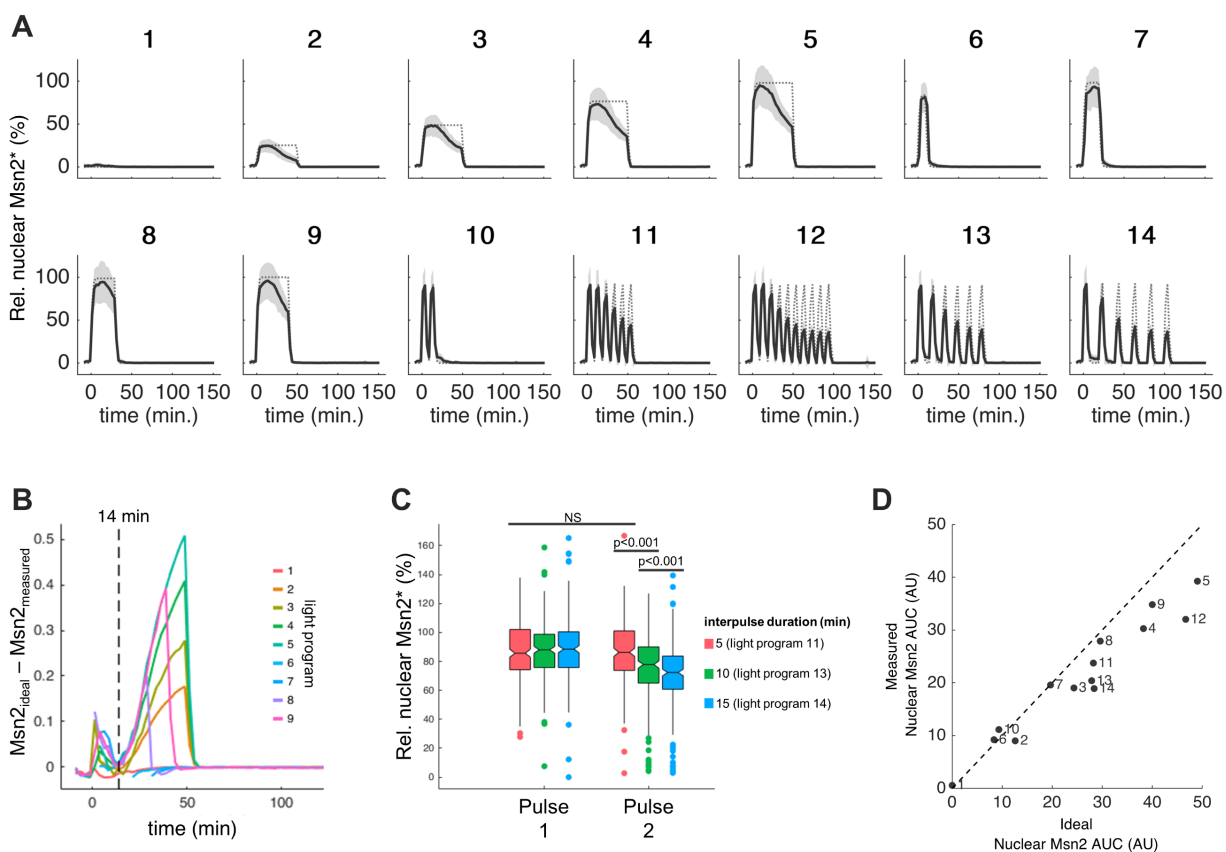 A
1 2 3 4 5 6 7
Rel. nuclear Msn2* (%)
100
50
0
0 50 100 150
8 9 10 11 12 13 14
100
50
0
0 50 100 150 0 50 100 150 0 50 100 150 0 50 100 150 0 50 100 150 0 50 100 150 0 50 100 150
time (min.) time (min.) time (min.) time (min.) time (min.) time (min.) time (min.)
B
14 min
Msn2ideal – Msn2measured
0.5
0.4
0.3
0.2
0.1
0
0 50 100
time (min)
light program
1
2
3
4
5
6
7
8
9
C
NS
p<0.001
p<0.001
Rel. nuclear Msn2* (%)
160
140
120
100
80
60
40
20
0
Pulse Pulse
1 2
interpulse duration (min)
5 (light program 11)
10 (light program 13)
15 (light program 14)
D
Measured
Nuclear Msn2 AUC (AU)
50
40
30
20
10
0
5
9
12
4
8
11
13
7 3 14
10
6 2
1
0 10 20 30 40 50
Ideal
Nuclear Msn2 AUC (AU)